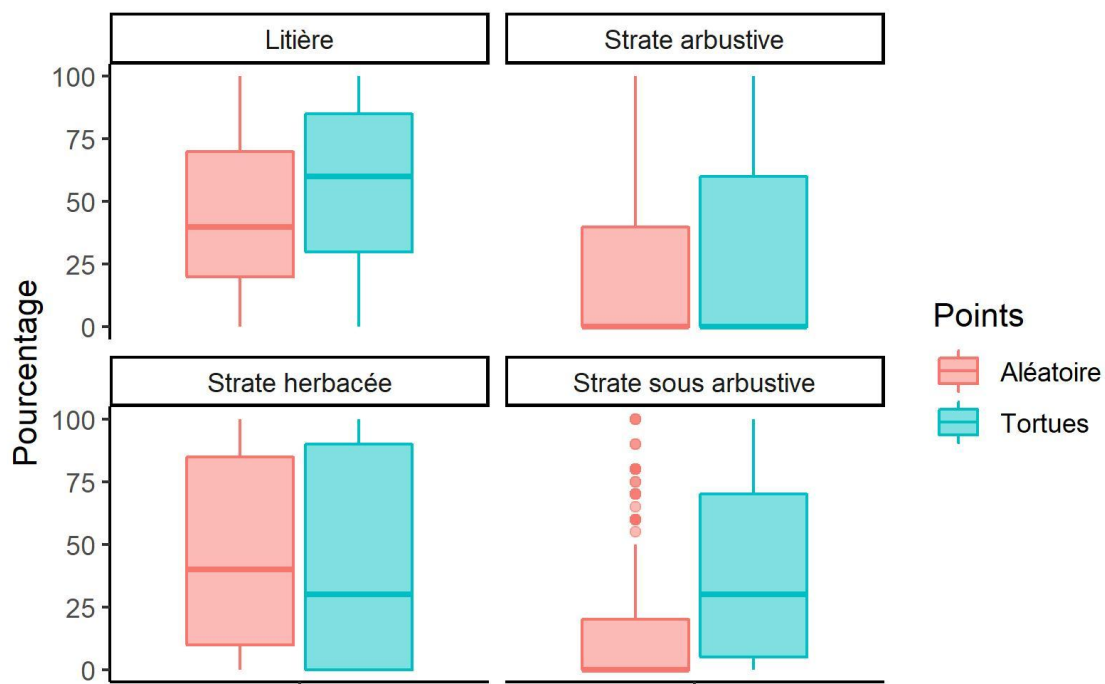 Litière
Strate arbustive
100
75
50
25
0
Pourcentage
Strate herbacée
Strate sous arbustive
100
75
50
25
0
Points
Aléatoire
Tortues